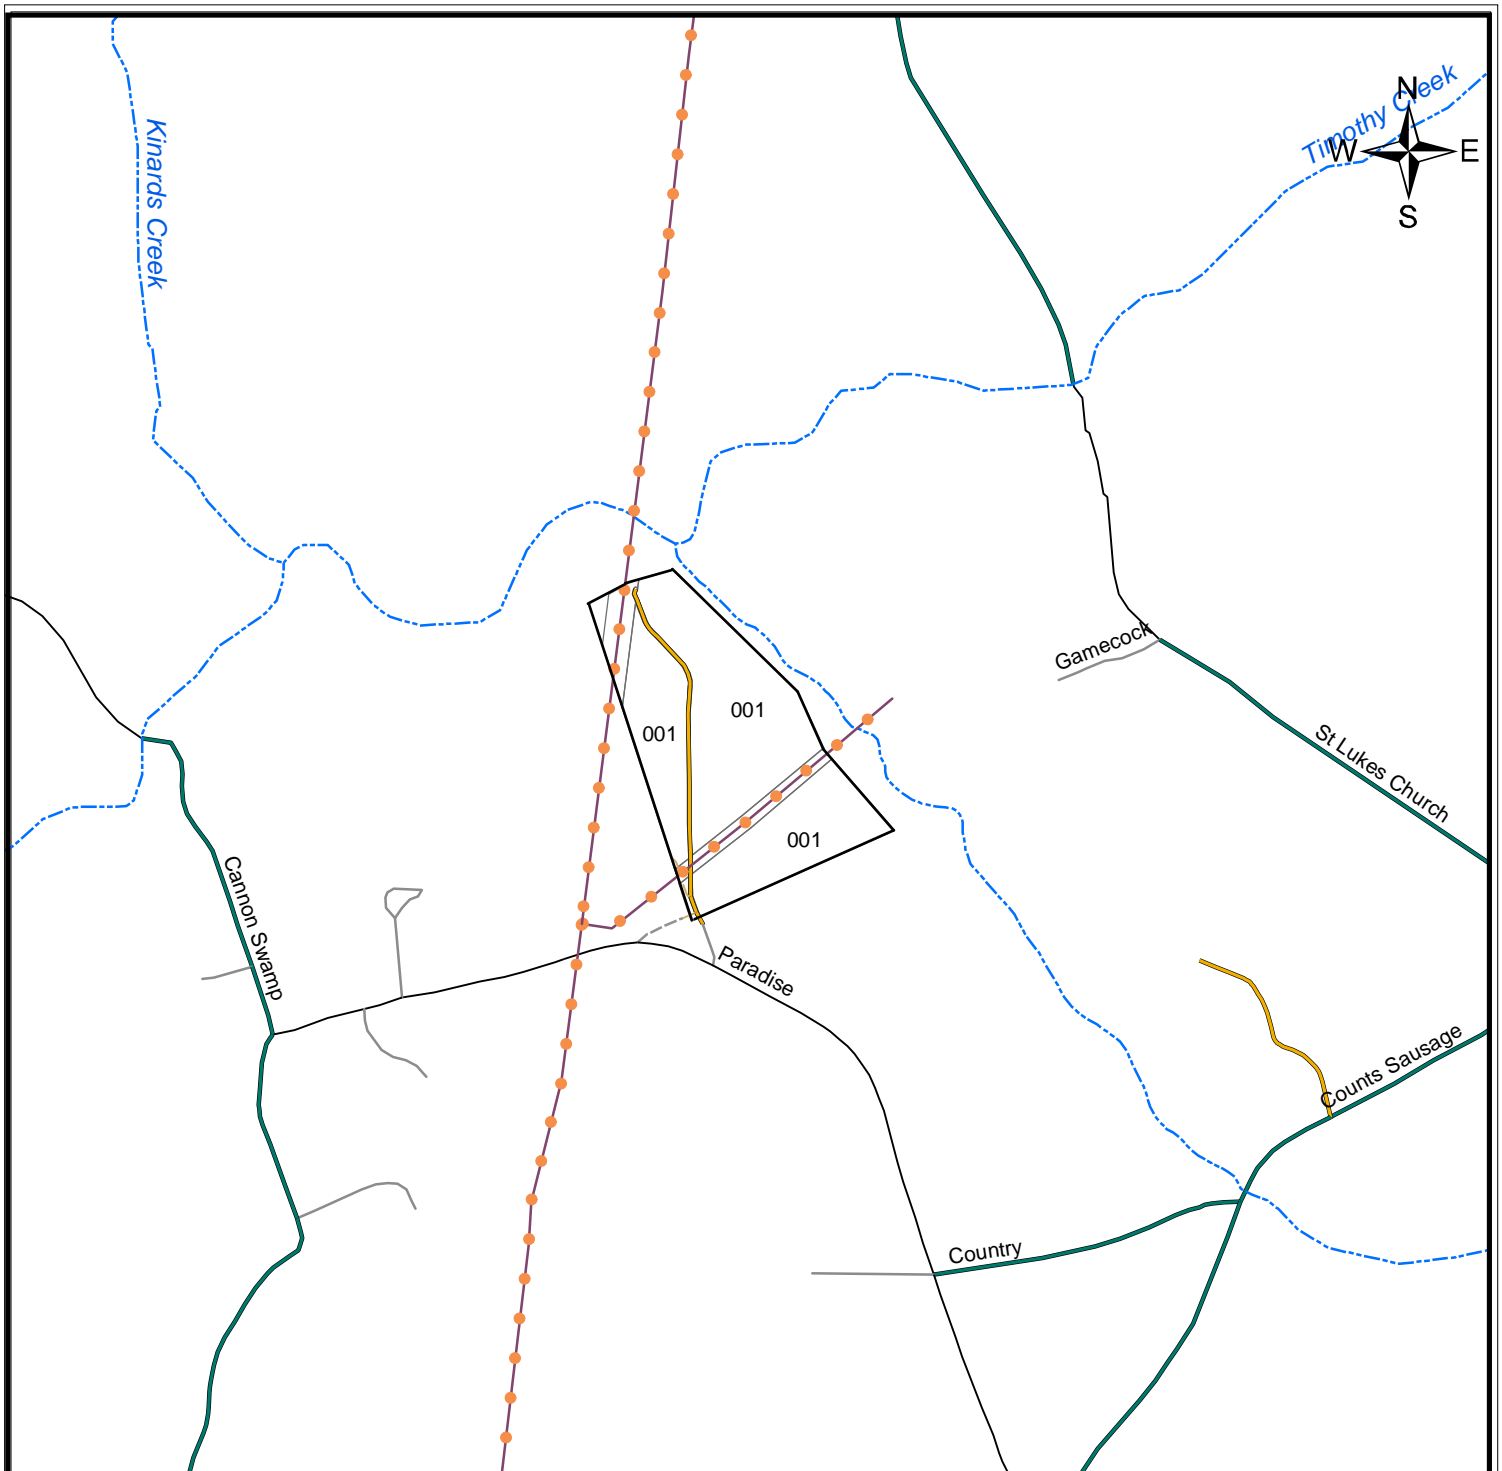 N
Timothy Creek
W
E
S
Kinards Creek
Gamecock
001
001
St Lukes Church
001
Cannon Swamp
Paradise
Counts Sausage
Country